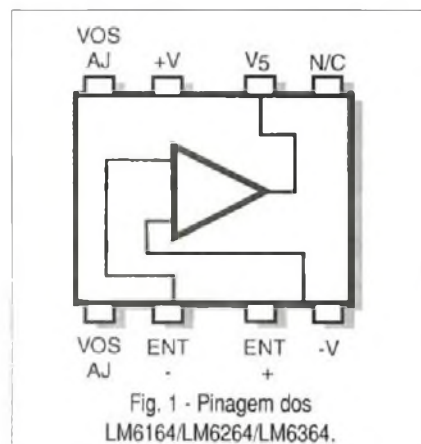 VOS
AJ +V V5 N/C
VOS ENT ENT -V
AJ - +
Fig. 1 - Pinagem dos
LM6164/LM6264/LM6364.